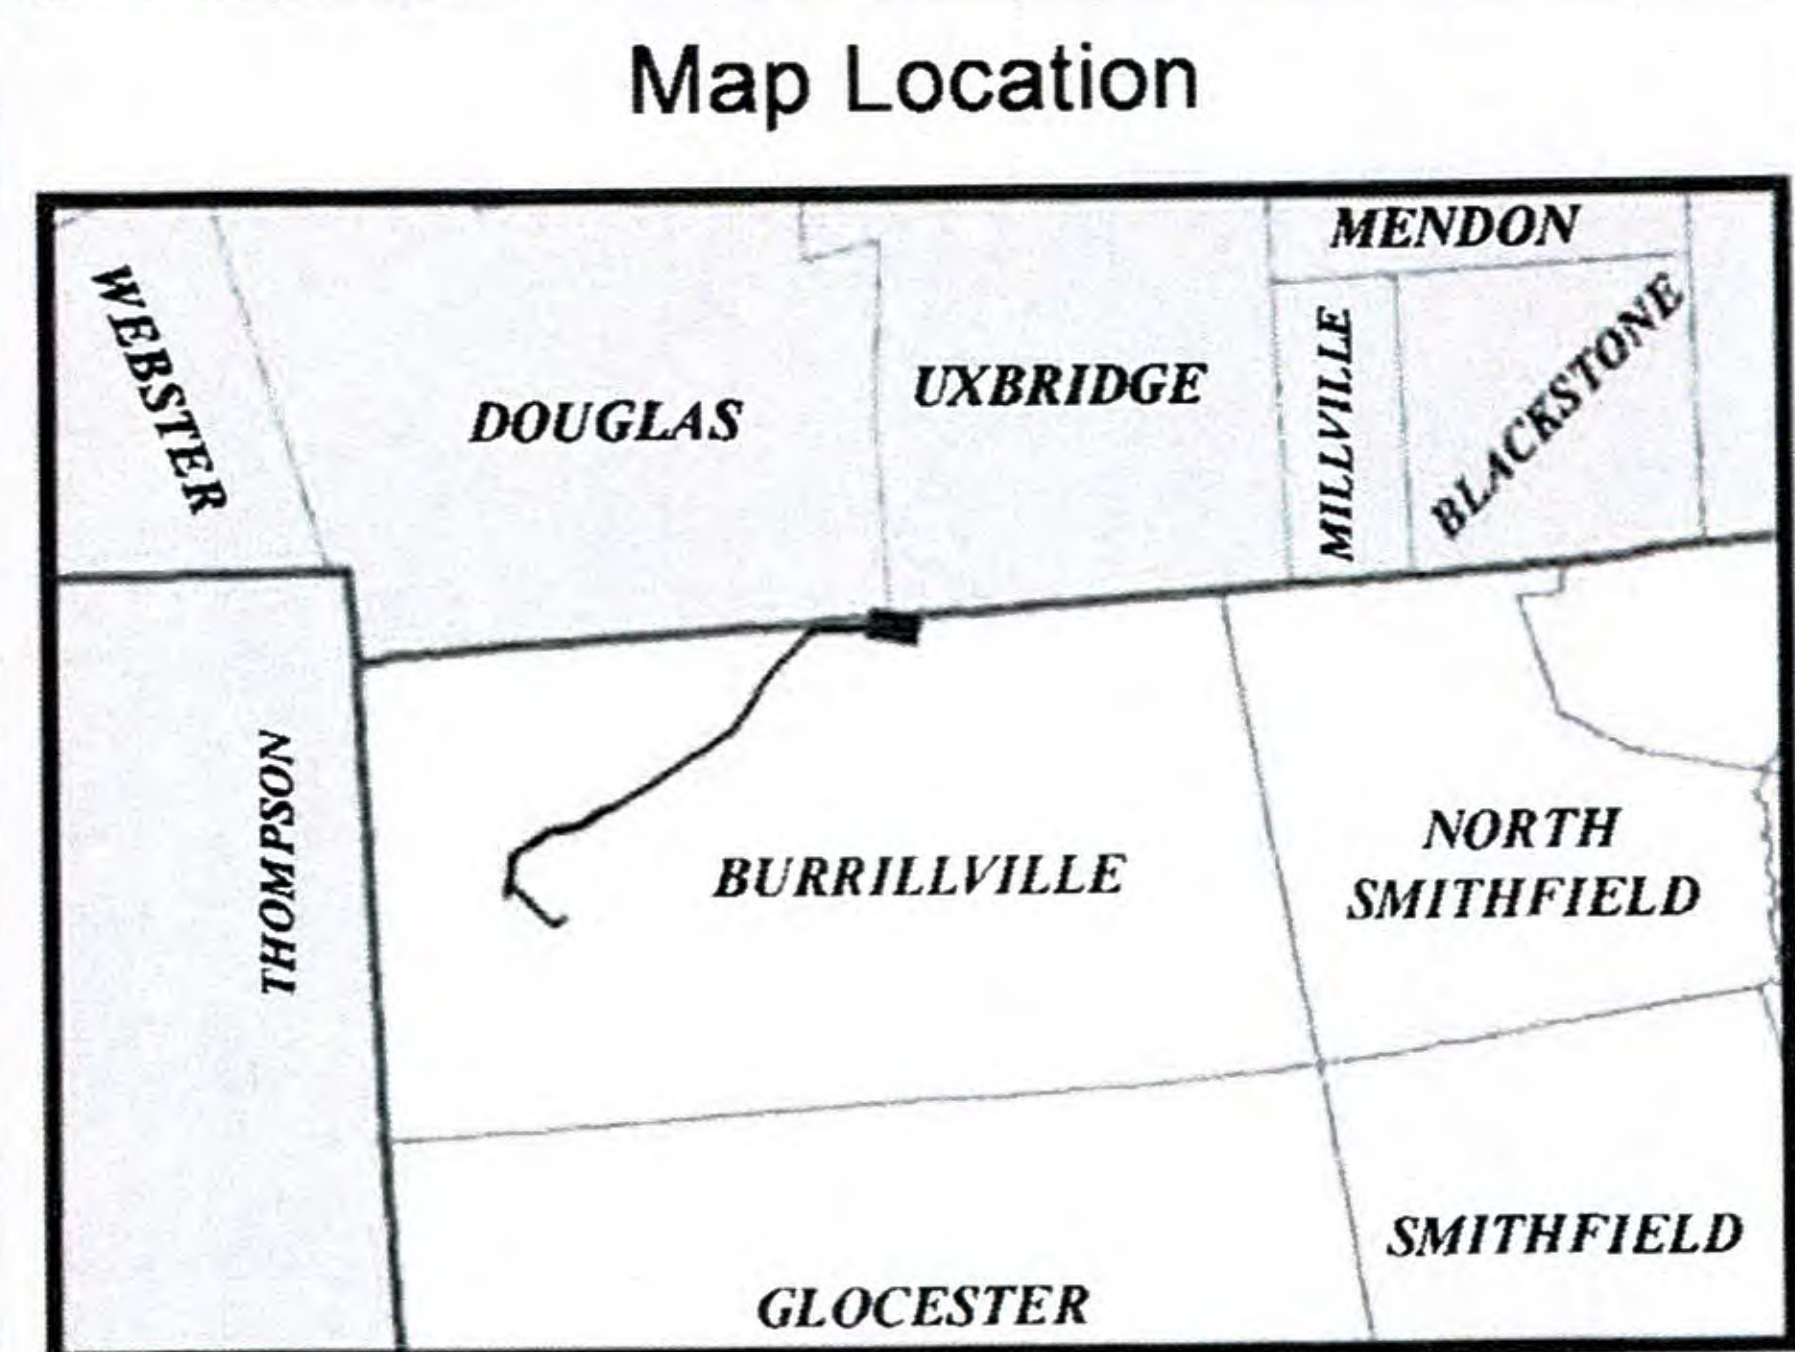 Map Location
MENDON
WEBSTER
DOUGLAS
UXBRIDGE
MILLVILLE
BLACKSTONE
THOMPSON
BURRILLVILLE
NORTH
SMITHFIELD
SMITHFIELD
GLOCESTER